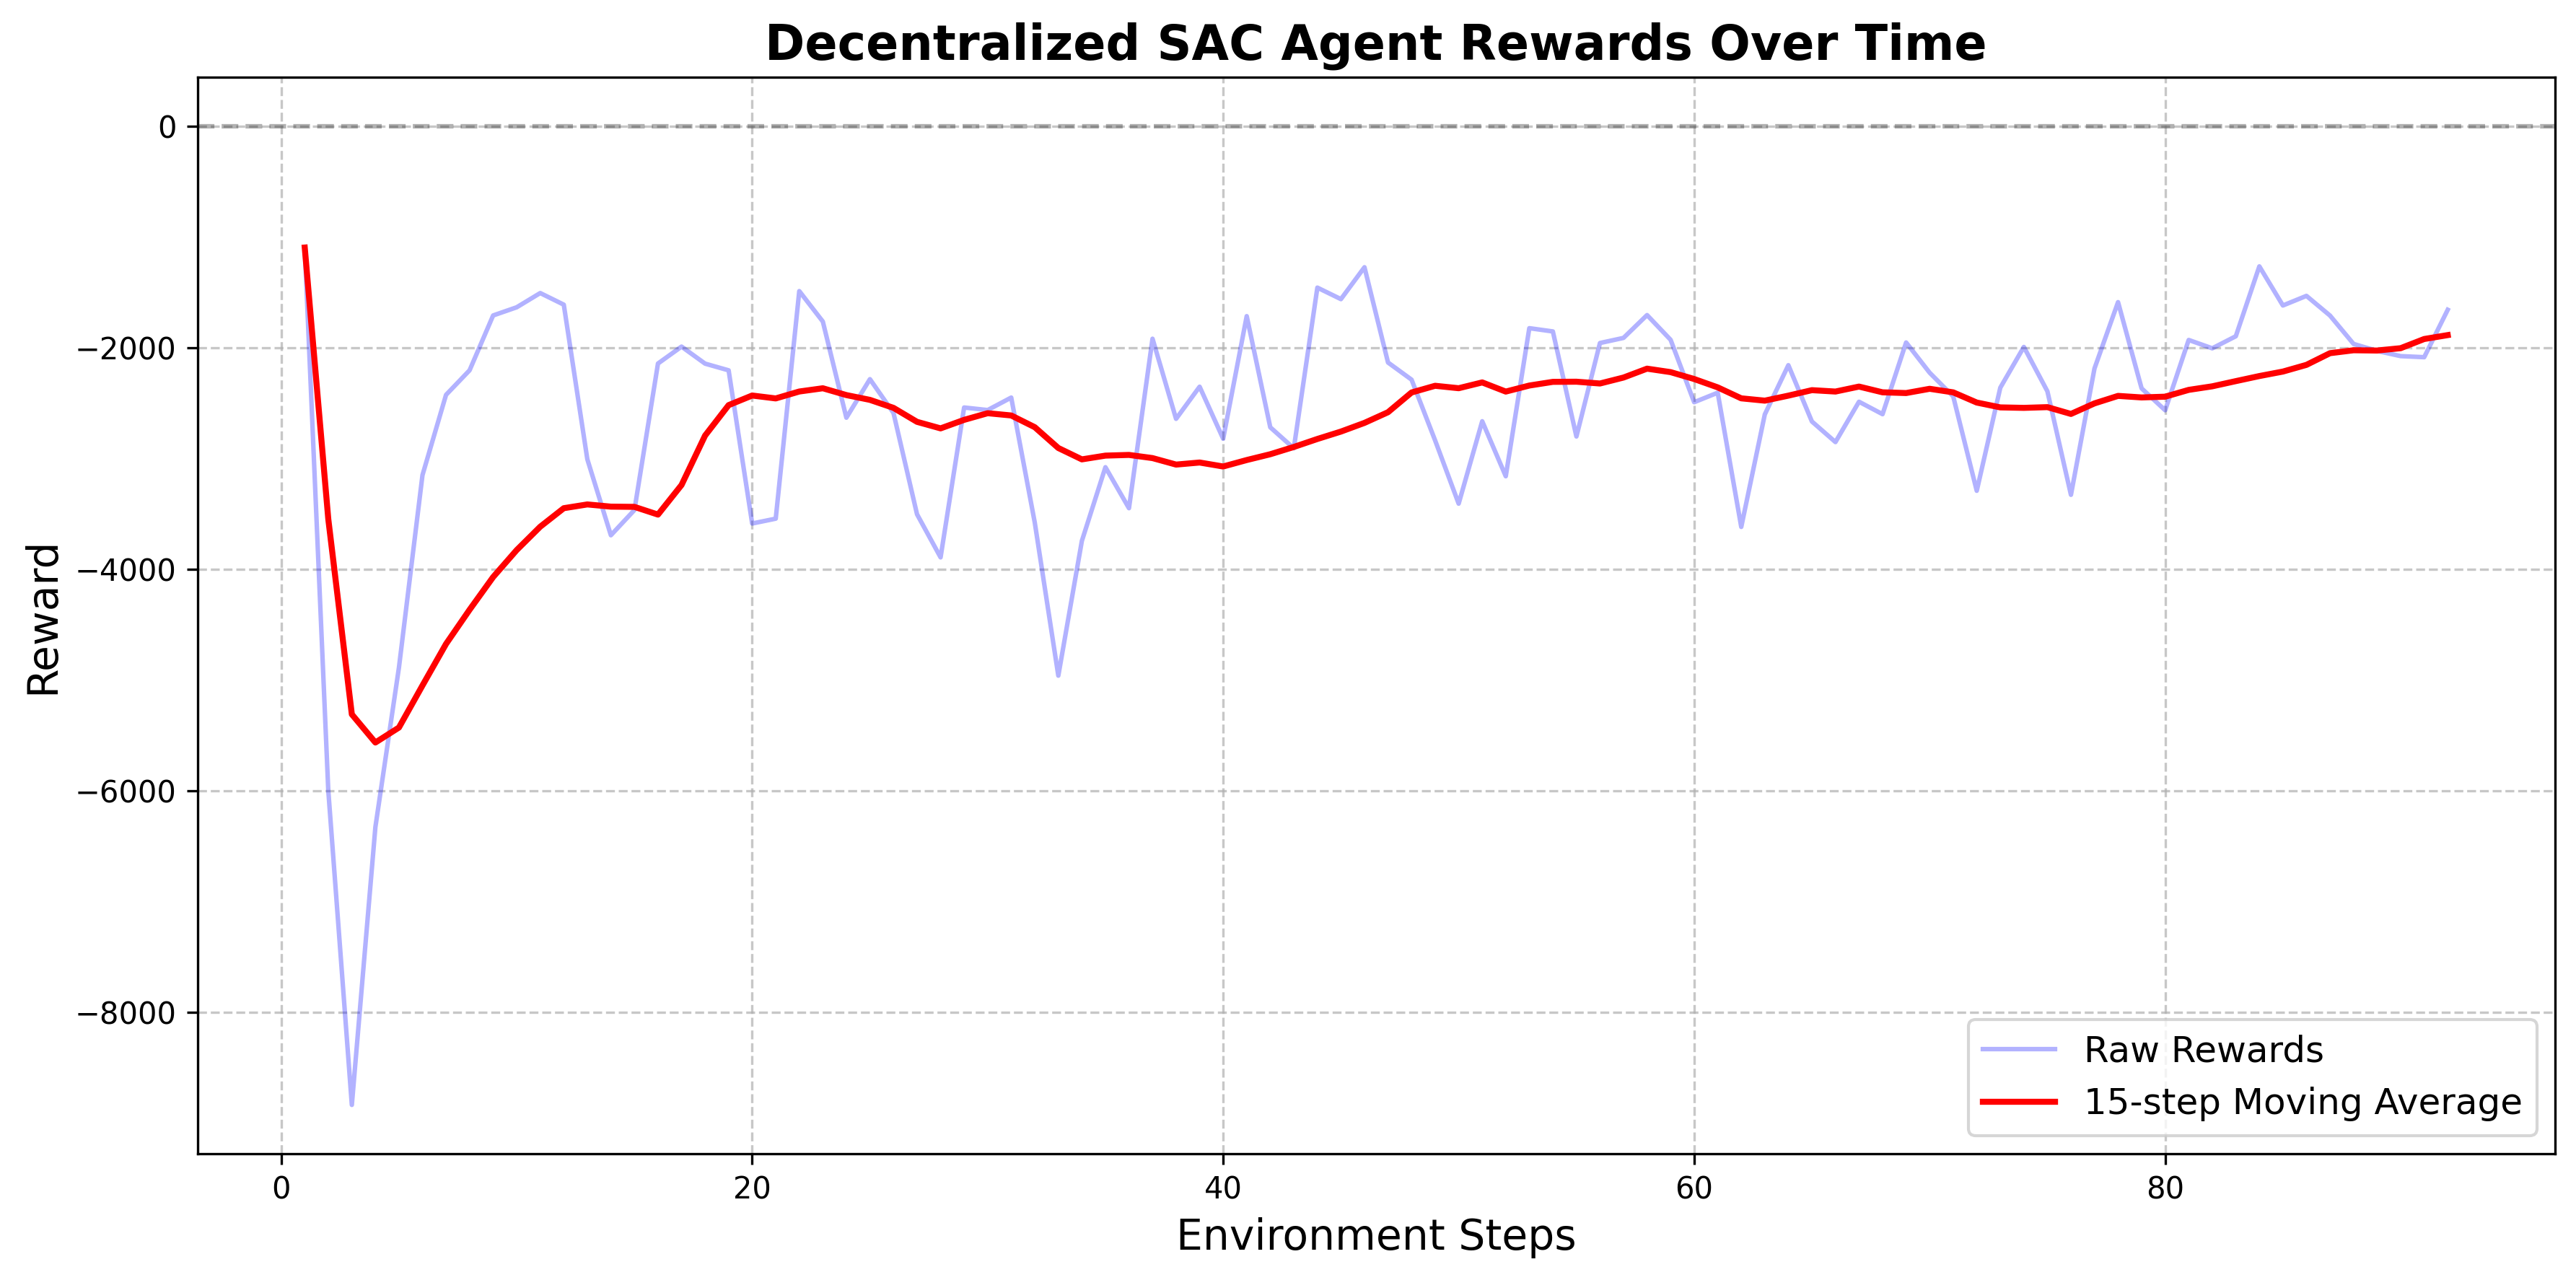 Decentralized SAC Agent Rewards Over Time
Reward
0
−2000
−4000
−6000
−8000
0
20
40
60
80
Environment Steps
Raw Rewards
15-step Moving Average